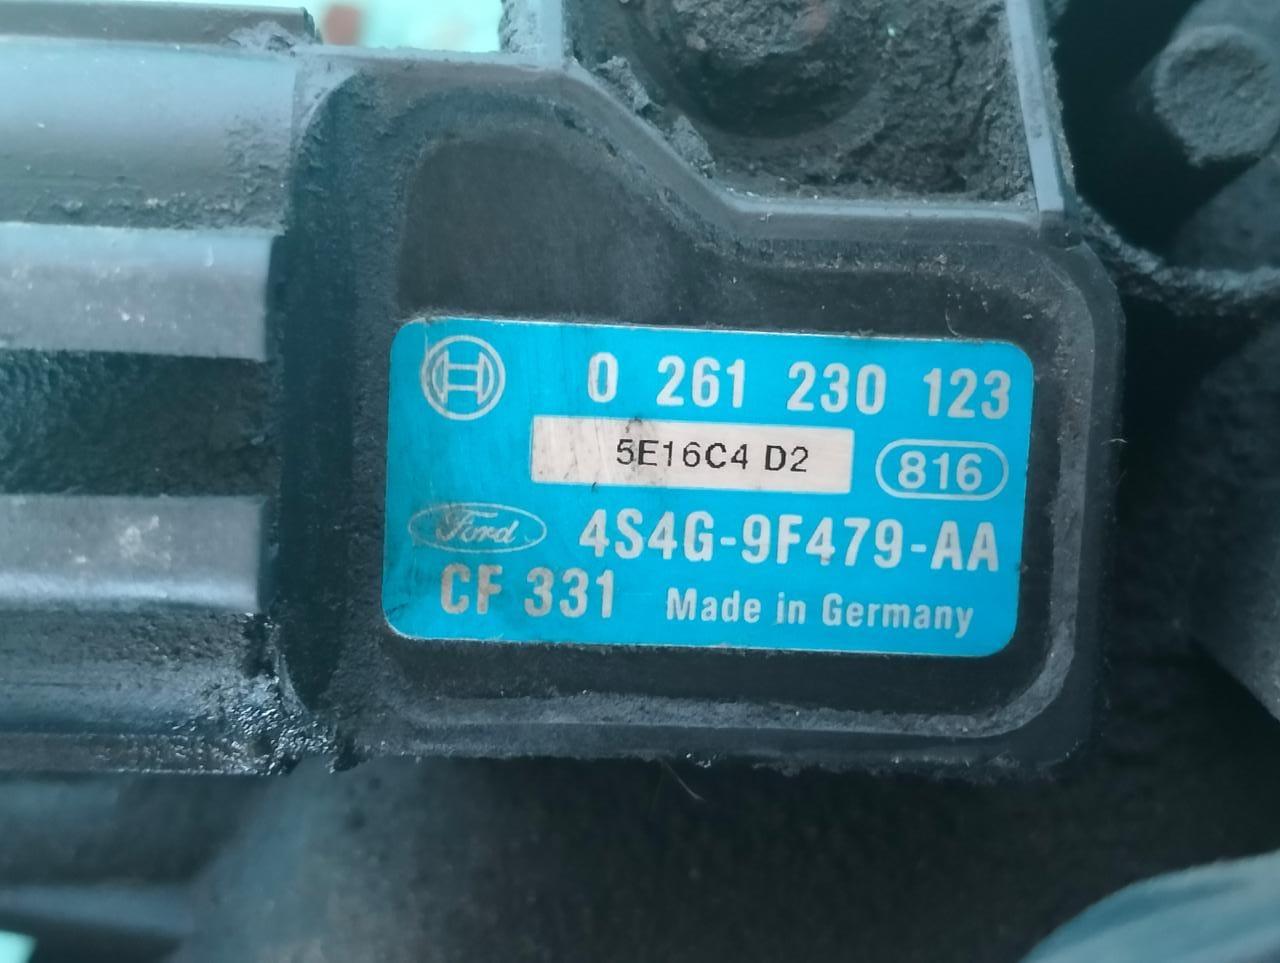 0 261 230 123
5E16C4 D2
816
Ford 4S4G-9F479-AA
CF 331 Made in Germany